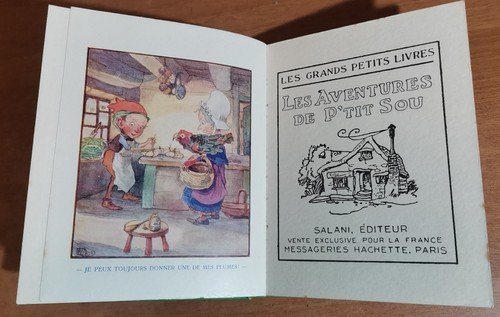 — JE PEUX TOUJOURS DONNER UNE DE MES PLUMES! —
LES GRANDS PETITS LIVRES
LES AVENTURES
DE P'TIT SOU
SALANI, ÉDITEUR
VENTE EXCLUSIVE POUR LA FRANCE
MESSAGERIES HACHETTE, PARIS